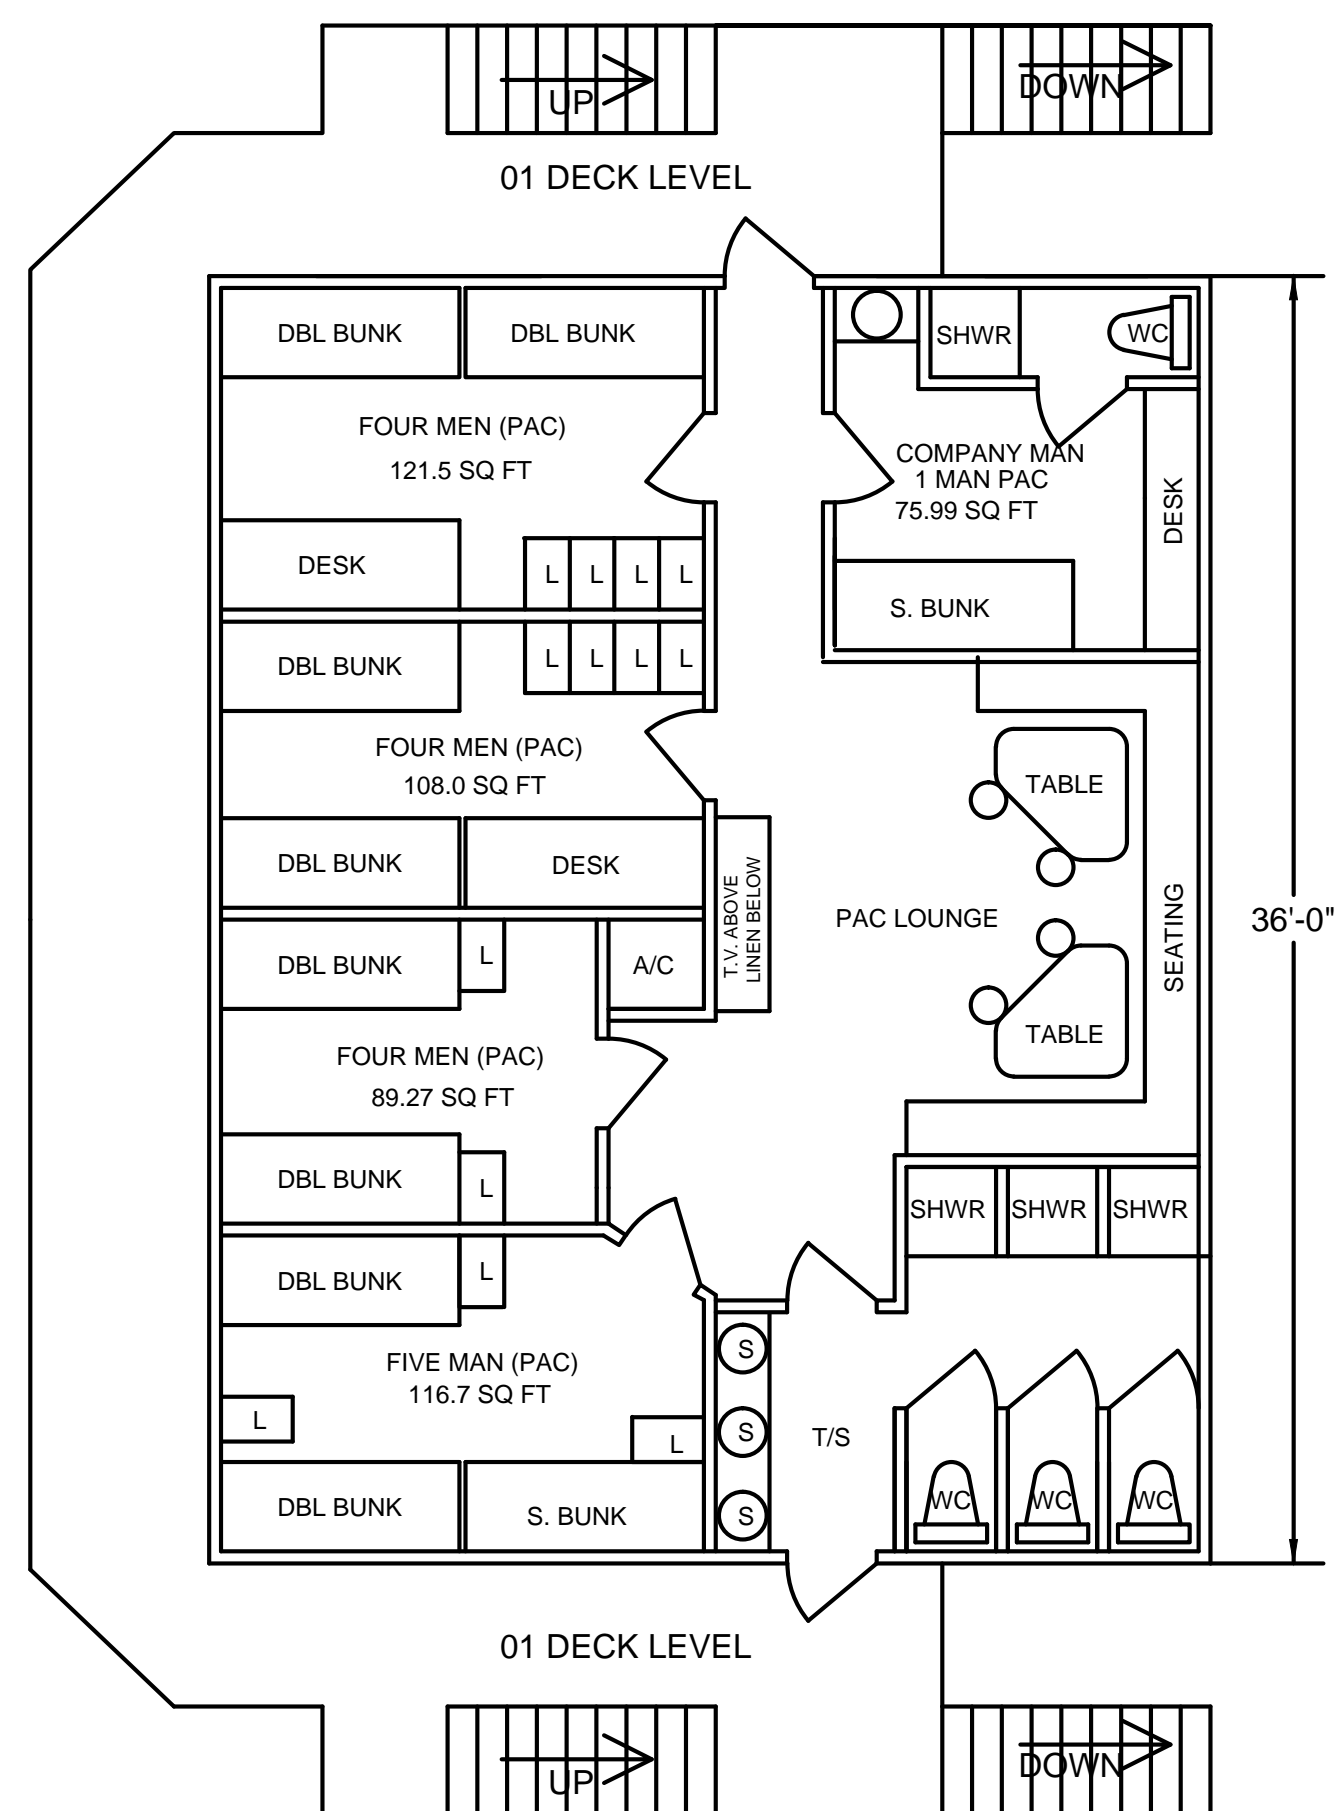 UP
DOWN
01 DECK LEVEL
DBL BUNK
DBL BUNK
SHWR
WC
FOUR MEN (PAC)
121.5 SQ FT
COMPANY MAN
1 MAN PAC
75.99 SQ FT
DESK
DESK
L
L
L
L
S. BUNK
DBL BUNK
L
L
L
L
FOUR MEN (PAC)
108.0 SQ FT
TABLE
DBL BUNK
DESK
T.V. ABOVE
LINEN BELOW
PAC LOUNGE
SEATING
36'-0"
DBL BUNK
L
A/C
TABLE
FOUR MEN (PAC)
89.27 SQ FT
DBL BUNK
L
SHWR
SHWR
SHWR
DBL BUNK
L
FIVE MAN (PAC)
116.7 SQ FT
S
L
L
S
T/S
DBL BUNK
S. BUNK
S
WC
WC
WC
01 DECK LEVEL
UP
DOWN